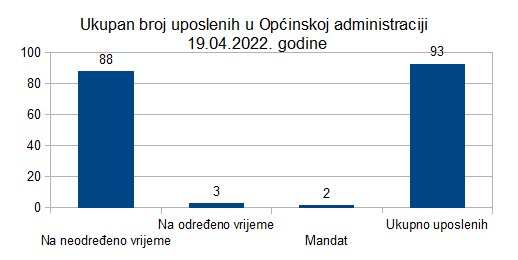 Ukupan broj uposlenih u Općinskoj administraciji
19.04.2022. godine
100
80
60
40
20
0
88
3
2
93
Na neodređeno vrijeme
Na određeno vrijeme
Mandat
Ukupno uposlenih